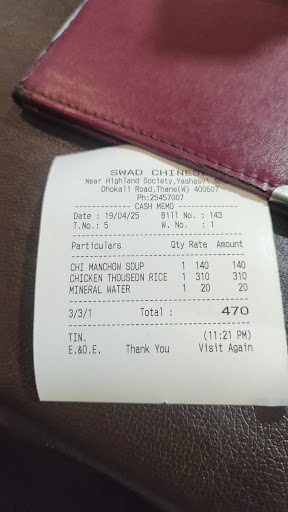 SWAD CHINESE
Near Highland Society,Yashasvi
Dhokali Road,Thane(W) 400607
Ph:25457007
CASH MEMO
Date : 19/04/25 Bill No. : 143
T.No.: 5 W. No. : 1
Particulars Qty Rate Amount
CHI MANCHOW SOUP 1 140 140
CHICKEN THOUSEON RICE 1 310 310
MINERAL WATER 1 20 20
3/3/1 Total : 470
TIN. (11:21 PM)
E.&O.E. Thank You Visit Again